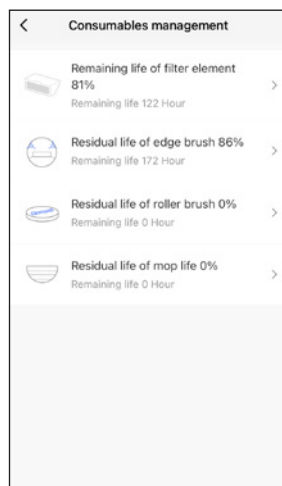 Consumables management
Remaining life of filter element
81%
Remaining life 122 Hour
Residual life of edge brush 86%
Remaining life 172 Hour
Residual life of roller brush 0%
Remaining life 0 Hour
Residual life of mop life 0%
Remaining life 0 Hour